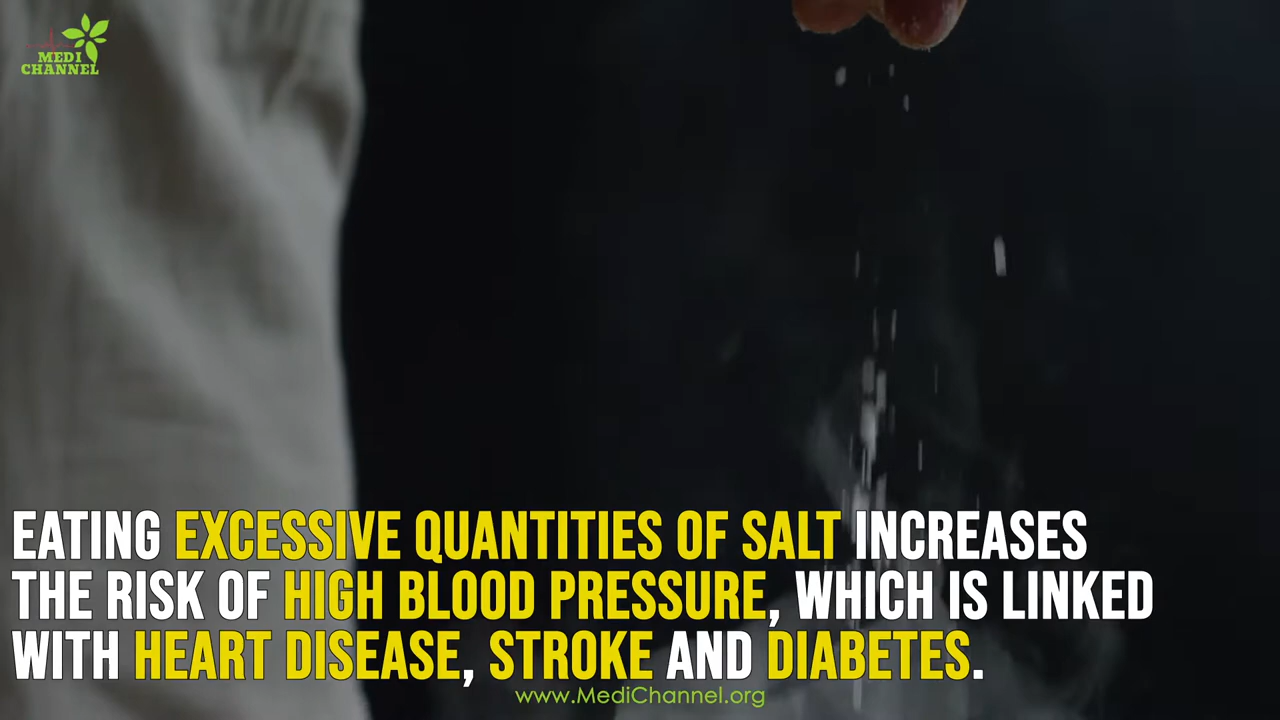 MEDI
CHANNEL
EATING EXCESSIVE QUANTITIES OF SALT INCREASES
THE RISK OF HIGH BLOOD PRESSURE, WHICH IS LINKED
WITH HEART DISEASE, STROKE AND DIABETES.
www.MediChannel.org